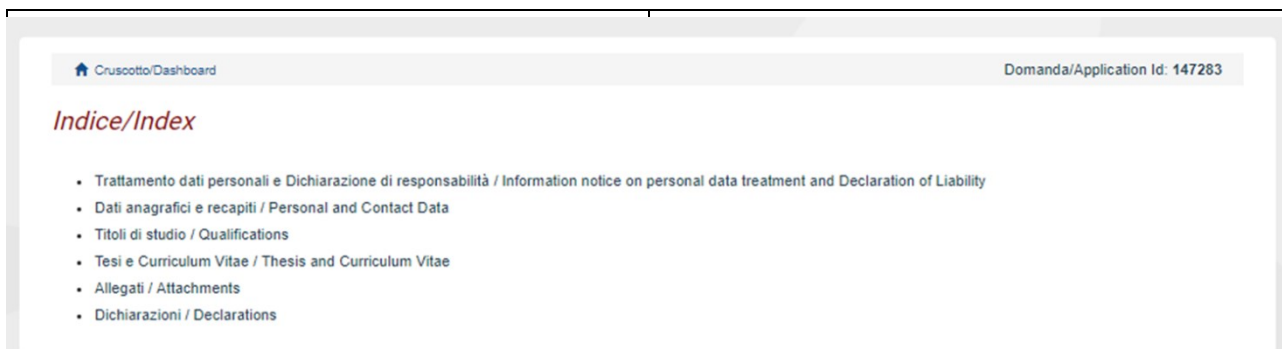 Cruscotto/Dashboard Domanda/Application Id: 147283
Indice/Index
• Trattamento dati personali e Dichiarazione di responsabilità / Information notice on personal data treatment and Declaration of Liability
• Dati anagrafici e recapiti / Personal and Contact Data
• Titoli di studio / Qualifications
• Tesi e Curriculum Vitae / Thesis and Curriculum Vitae
• Allegati / Attachments
• Dichiarazioni / Declarations